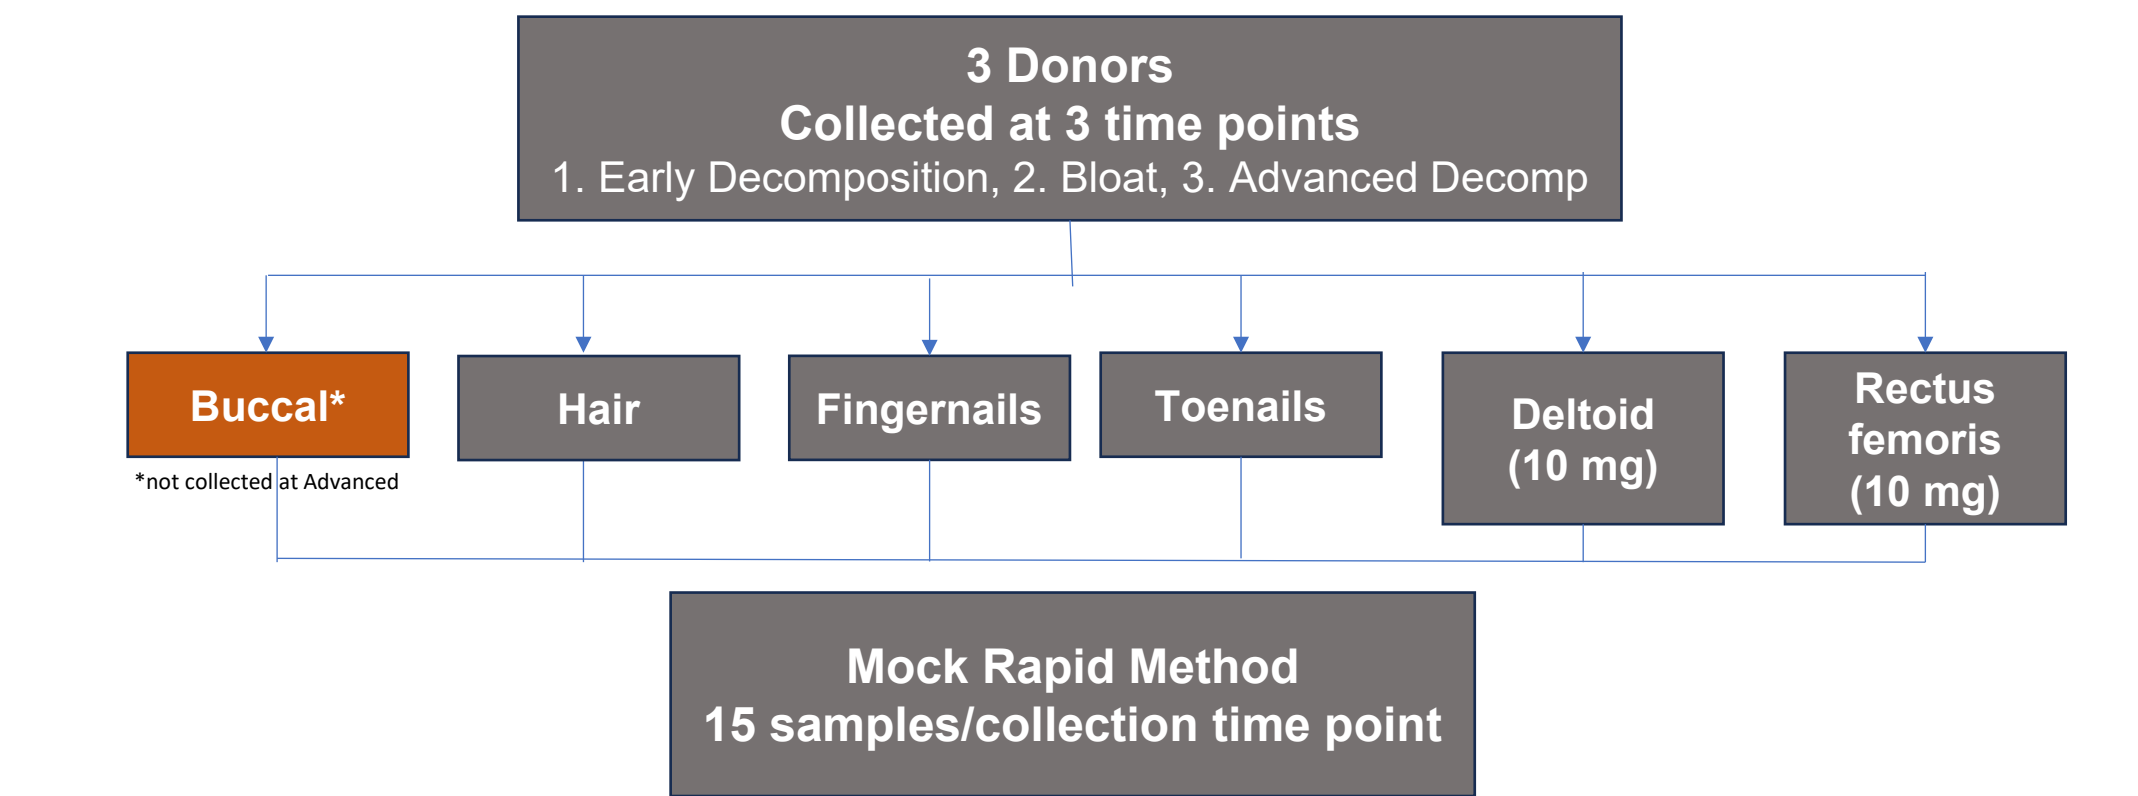 3 Donors
Collected at 3 time points
1. Early Decomposition, 2. Bloat, 3. Advanced Decomp
Buccal*
*not collected at Advanced
Hair
Fingernails
Toenails
Deltoid
(10 mg)
Rectus
femoris
(10 mg)
Mock Rapid Method
15 samples/collection time point